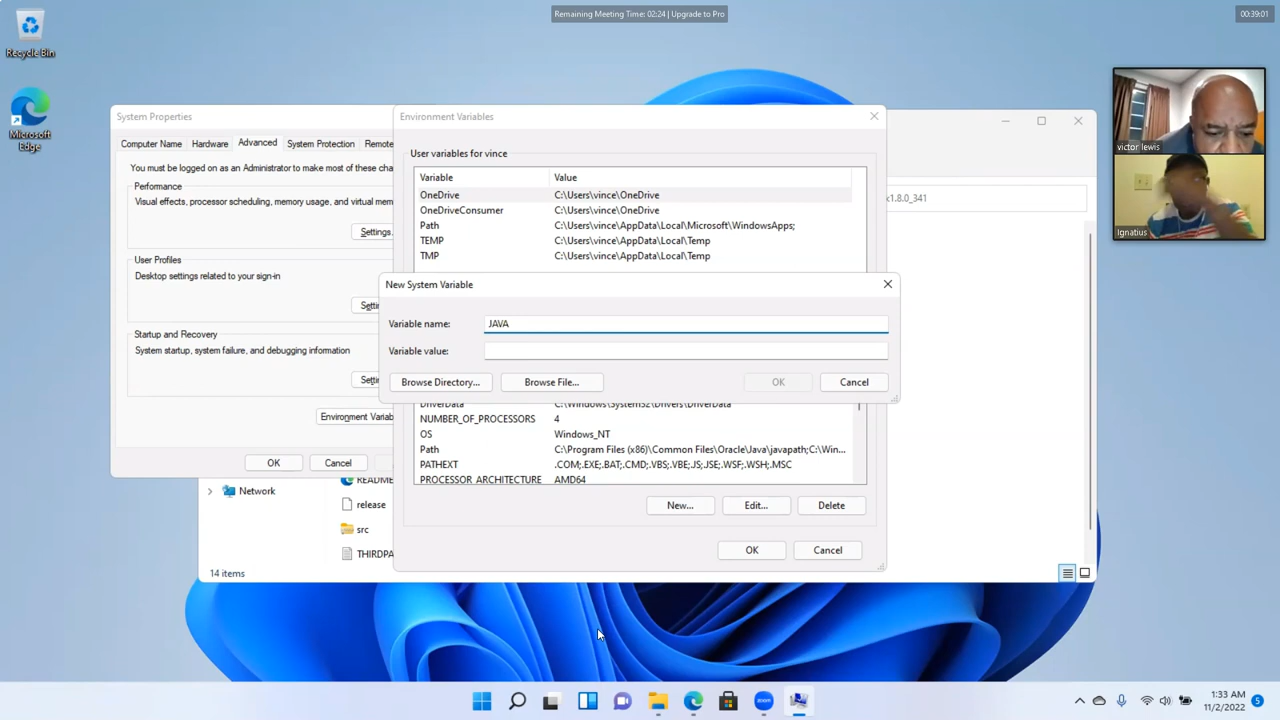 Remaining Meeting Time: 02:24 | Upgrade to Pro
00:39:01
Recycle Bin
Microsoft
Edge
victor lewis
Ignatius
System Properties
Computer Name
Hardware
Advanced
System Protection
Remote
You must be logged on as an Administrator to make most of these cha
Performance
Visual effects, processor scheduling, memory usage, and virtual mem
Settings.
User Profiles
Desktop settings related to your sign-in
Setti
Startup and Recovery
System startup, system failure, and debugging information
Setti
Environment Variab
OK
Cancel
Environment Variables
User variables for vince
Variable Value
OneDrive C:\Users\vince\OneDrive
OneDriveConsumer C:\Users\vince\OneDrive
Path C:\Users\vince\AppData\Local\Microsoft\WindowsApps;
TEMP C:\Users\vince\AppData\Local\Temp
TMP C:\Users\vince\AppData\Local\Temp
x1.8.0_341
New System Variable
Variable name: JAVA
Variable value:
Browse Directory...
Browse File...
OK
Cancel
DriverData C:\Windows\System32\Drivers\DriverData
NUMBER_OF_PROCESSORS 4
OS Windows_NT
Path C:\Program Files (x86)\Common Files\Oracle\Java\javapath;C:\Win...
PATHEXT .COM;.EXE;.BAT;.CMD;.VBS;.VBE;.JS;.JSE;.WSF;.WSH;.MSC
PROCESSOR_ARCHITECTURE AMD64
New...
Edit...
Delete
OK
Cancel
Network
README
release
src
THIRDPA
14 items
zoom
1:33 AM
11/2/2022
5